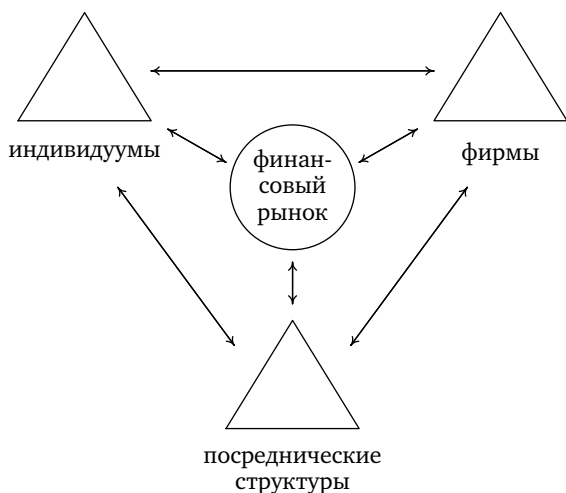 индивидуумы
фирмы
финан-
совый
рынок
посреднические
структуры